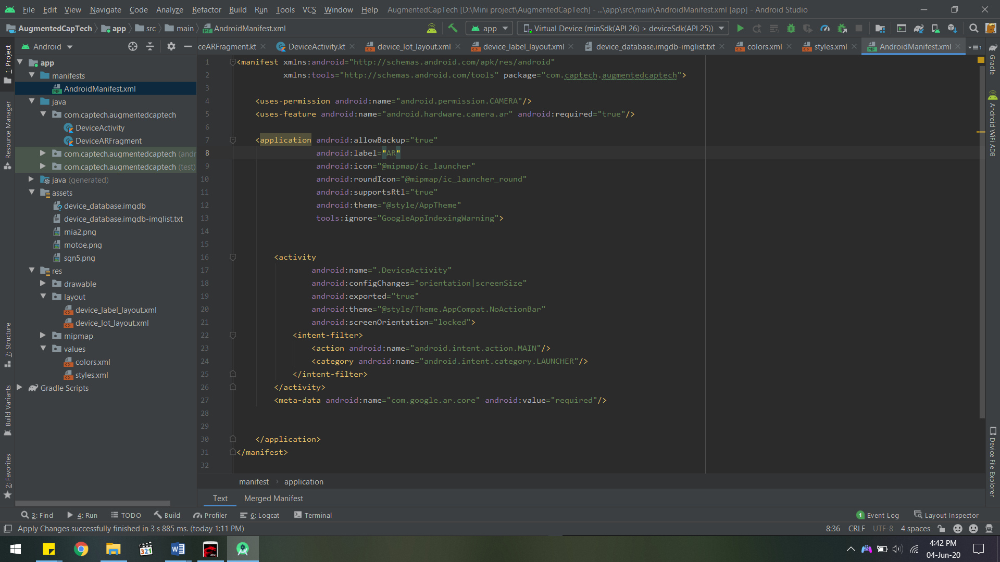 File Edit View Navigate Code Analyze Refactor Build Run Tools VCS Window Help AugmentedCapTech [D:\Mini project\AugmentedCapTech] - ...\app\src\main\AndroidManifest.xml [app] - Android Studio
AugmentedCapTech app src main AndroidManifest.xml app Virtual Device (minSdk(API 26) > deviceSdk(API 25))
Android ceARFragment.kt DeviceActivity.kt device_lot_layout.xml device_label_layout.xml device_database.imgdb-imglist.txt colors.xml styles.xml AndroidManifest.xml 1
1: Project
Resource Manager
7: Structure
Build Variants
2: Favorites
app
manifests
AndroidManifest.xml
java
com.captech.augmentedcaptech
DeviceActivity
DeviceARFragment
com.captech.augmentedcaptech (andr
com.captech.augmentedcaptech (test)
java (generated)
assets
device_database.imgdb
device_database.imgdb-imglist.txt
mia2.png
motoe.png
sgn5.png
res
drawable
layout
device_label_layout.xml
device_lot_layout.xml
mipmap
values
colors.xml
styles.xml
Gradle Scripts
1 <manifest xmlns:android="http://schemas.android.com/apk/res/android"
2 xmlns:tools="http://schemas.android.com/tools" package="com.captech.augmentedcaptech">
3
4 <uses-permission android:name="android.permission.CAMERA"/>
5 <uses-feature android:name="android.hardware.camera.ar" android:required="true"/>
6
7 <application android:allowBackup="true"
8 android:label="AR"
9 android:icon="@mipmap/ic_launcher"
10 android:roundIcon="@mipmap/ic_launcher_round"
11 android:supportsRtl="true"
12 android:theme="@style/AppTheme"
13 tools:ignore="GoogleAppIndexingWarning">
14
15
16 <activity
17 android:name=".DeviceActivity"
18 android:configChanges="orientation|screenSize"
19 android:exported="true"
20 android:theme="@style/Theme.AppCompat.NoActionBar"
21 android:screenOrientation="locked">
22 <intent-filter>
23 <action android:name="android.intent.action.MAIN"/>
24 <category android:name="android.intent.category.LAUNCHER"/>
25 </intent-filter>
26 </activity>
27 <meta-data android:name="com.google.ar.core" android:value="required"/>
28
29
30 </application>
31 </manifest>
32
manifest application
Text Merged Manifest
Gradle
Android WiFi ADB
Device File Explorer
3: Find 4: Run TODO Build Profiler 6: Logcat Terminal 1 Event Log Layout Inspector
Apply Changes successfully finished in 3 s 885 ms. (today 1:11 PM) 8:36 CRLF UTF-8 4 spaces
321
4:42 PM
04-Jun-20